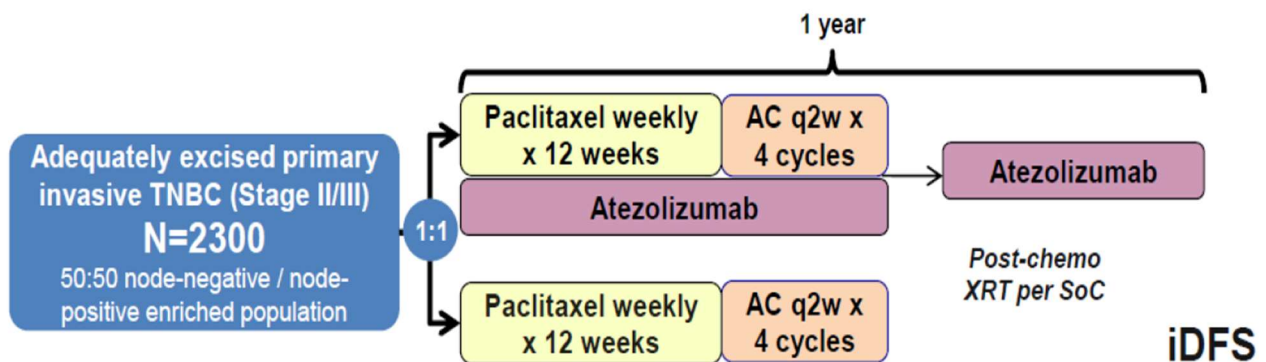 1 year
Adequately excised primary
invasive TNBC (Stage II/III)
N=2300
50:50 node-negative / node-
positive enriched population
1:1
Paclitaxel weekly
x 12 weeks
AC q2w x
4 cycles
Atezolizumab
Atezolizumab
Post-chemo
XRT per SoC
Paclitaxel weekly
x 12 weeks
AC q2w x
4 cycles
iDFS